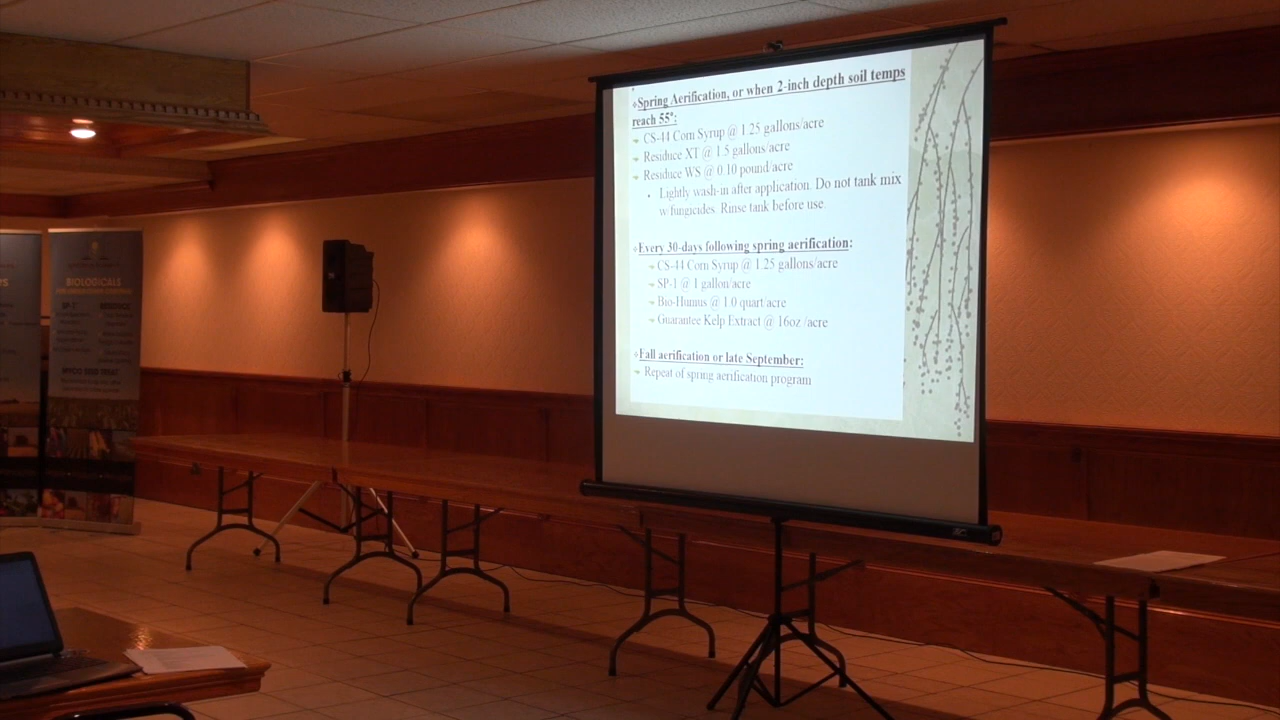 Spring Aerification, or when 2-inch depth soil temps
reach 55°:
CS-44 Corn Syrup @ 1.25 gallons/acre
Residuce XT @ 1.5 gallons/acre
Residuce WS @ 0.10 pound/acre
• Lightly wash-in after application. Do not tank mix
w/fungicides. Rinse tank before use.
Every 30-days following spring aerification:
CS-44 Corn Syrup @ 1.25 gallons/acre
SP-1 @ 1 gallon/acre
Bio-Humus @ 1.0 quart/acre
Guarantee Kelp Extract @ 16oz /acre
Fall aerification or late September:
Repeat of spring aerification program
BIOLOGICALS
SP-1